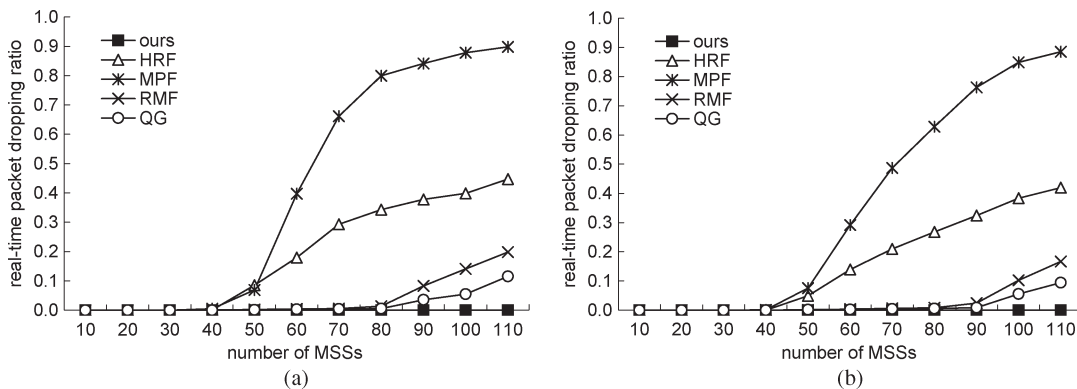 (a)
real-time packet dropping ratio
1.0
0.9
0.8
0.7
0.6
0.5
0.4
0.3
0.2
0.1
0.0
ours
HRF
MPF
RMF
QG
10 20 30 40 50 60 70 80 90 100 110
number of MSSs
(a)
(b)
real-time packet dropping ratio
1.0
0.9
0.8
0.7
0.6
0.5
0.4
0.3
0.2
0.1
0.0
ours
HRF
MPF
RMF
QG
10 20 30 40 50 60 70 80 90 100 110
number of MSSs
(b)